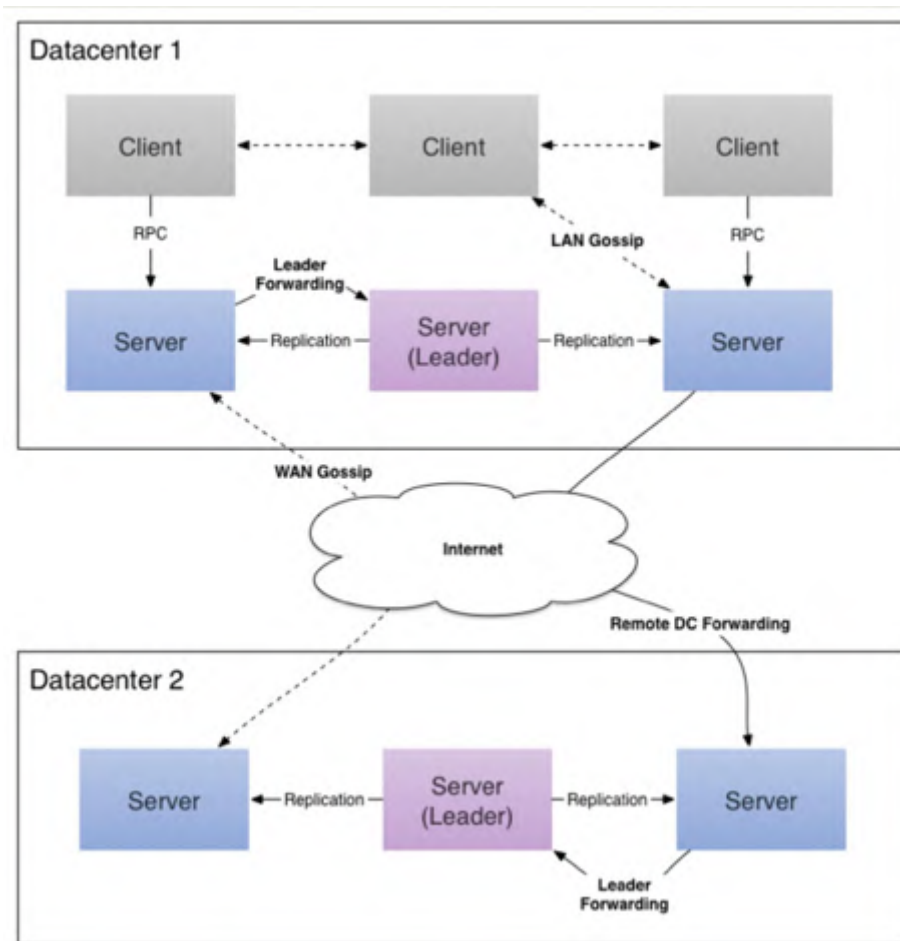 Datacenter 1
Client
Client
Client
RPC
LAN Gossip
RPC
Leader
Forwarding
Server
Replication
Server
(Leader)
Replication
Server
WAN Gossip
Internet
Remote DC Forwarding
Datacenter 2
Server
Replication
Server
(Leader)
Replication
Server
Leader
Forwarding